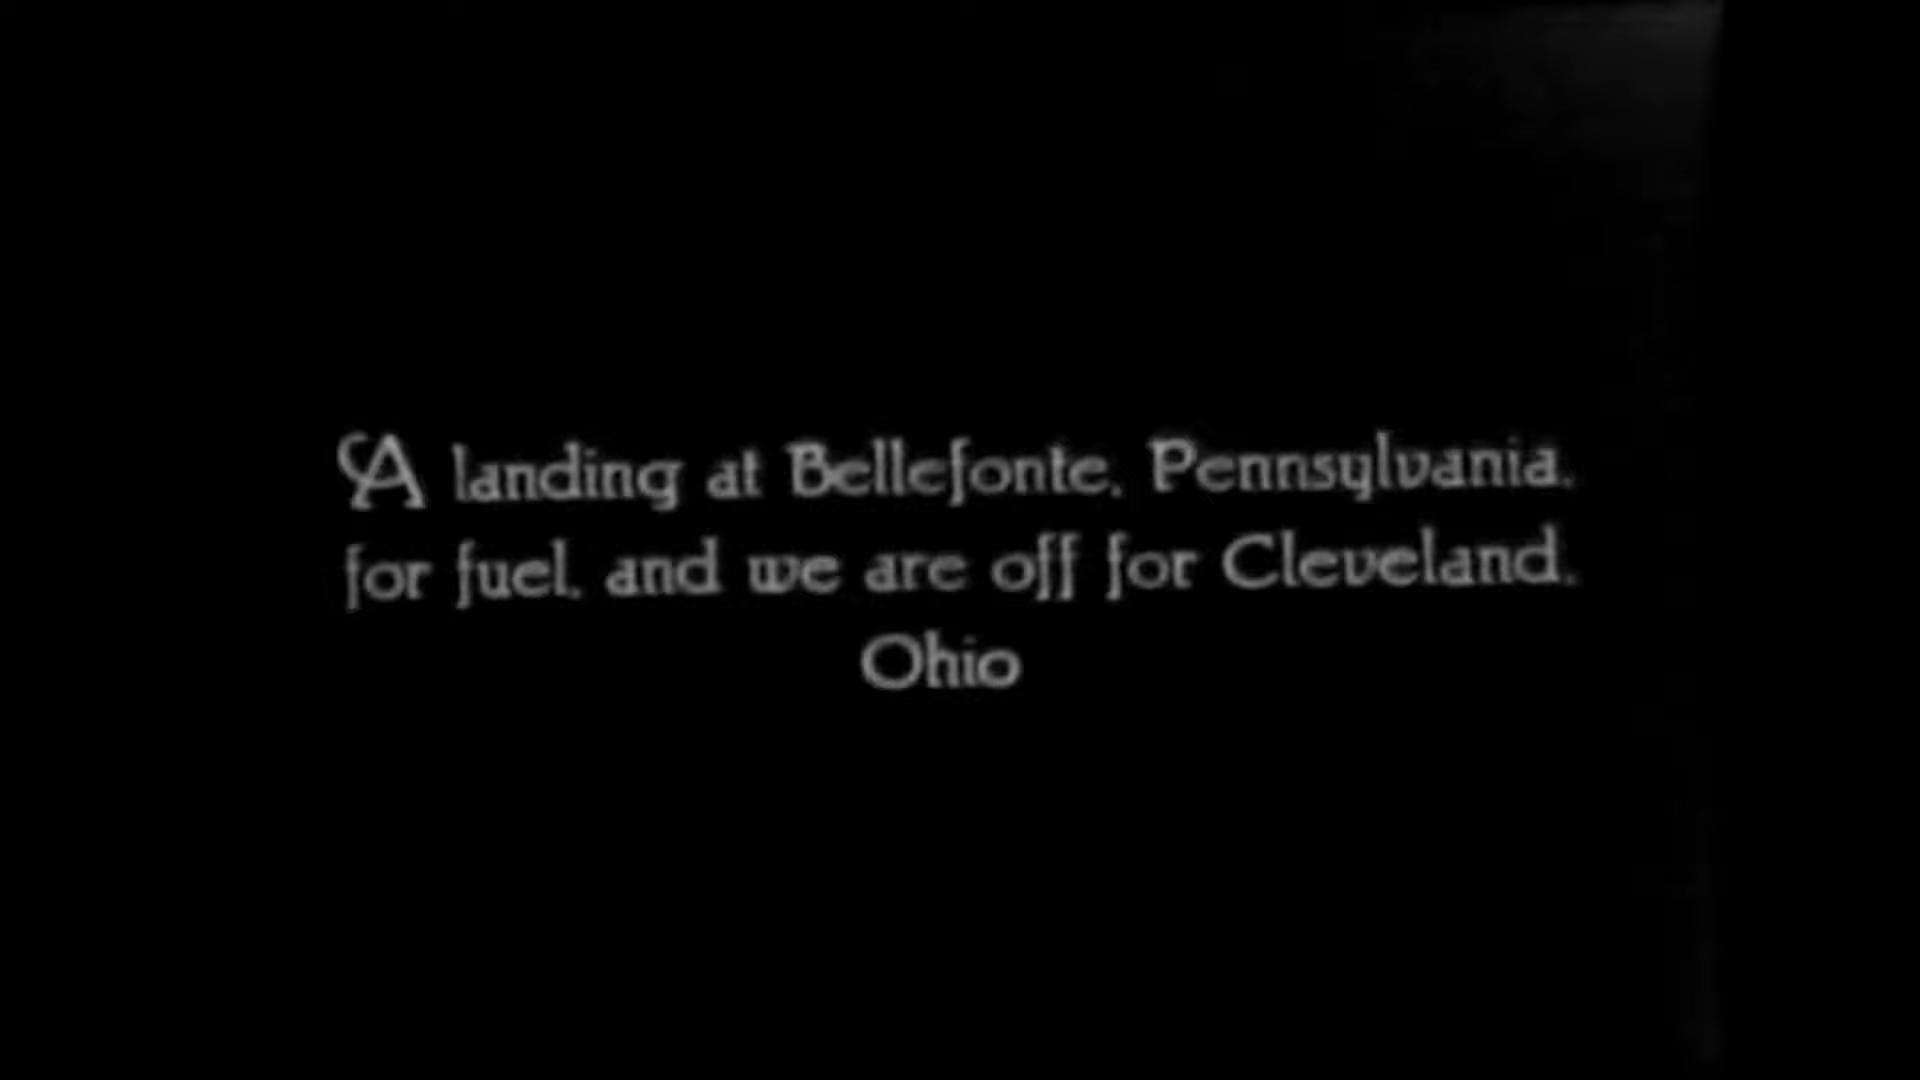 A landing at Bellefonte, Pennsylvania,
for fuel, and we are off for Cleveland,
Ohio